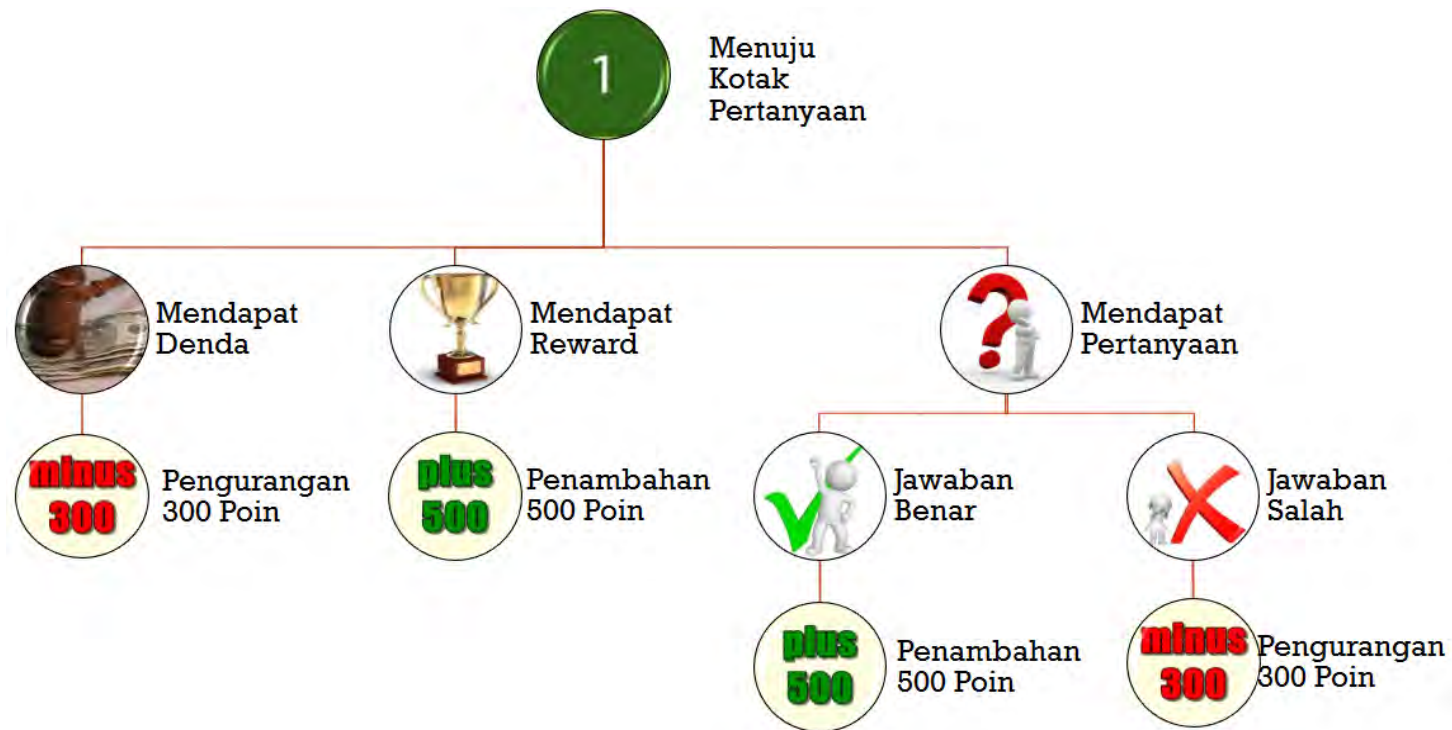 1
Menuju
Kotak
Pertanyaan
Mendapat
Denda
Mendapat
Reward
Mendapat
Pertanyaan
minus
300
Pengurangan
300 Poin
plus
500
Penambahan
500 Poin
Jawaban
Benar
Jawaban
Salah
plus
500
Penambahan
500 Poin
minus
300
Pengurangan
300 Poin